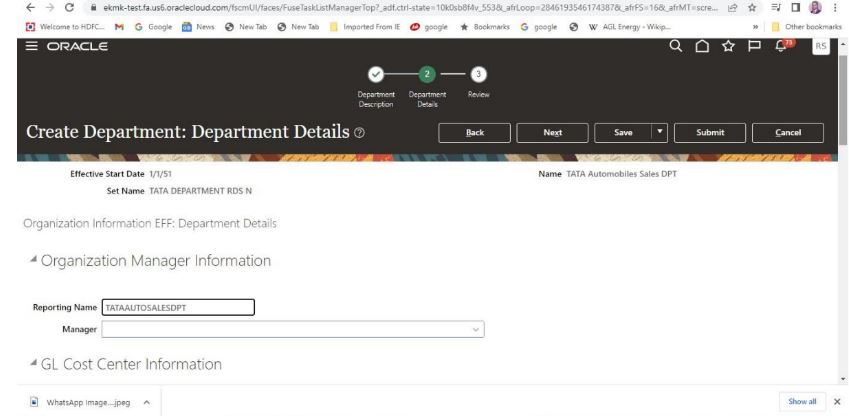 ekmk-test.fa.us6.oraclecloud.com/fscmUI/faces/FuseTaskListManagerTop?_adf.ctrl-state=10k0sb8f4v_553&_afrLoop=2846193546174387&_afrFS=16&_afrMT=scre...
Welcome to HDFC... M G Google News New Tab New Tab Imported From IE google Bookmarks G google W AGL Energy - Wikip... » Other bookmarks
ORACLE 73 RS
2 3
Department Description Department Details Review
Create Department: Department Details Back Next Save Submit Cancel
Effective Start Date 1/1/51 Name TATA Automobiles Sales DPT
Set Name TATA DEPARTMENT RDS N
Organization Information EFF: Department Details
Organization Manager Information
Reporting Name TATAAUTOSALESDPT
Manager
GL Cost Center Information
WhatsApp Image....jpeg Show all